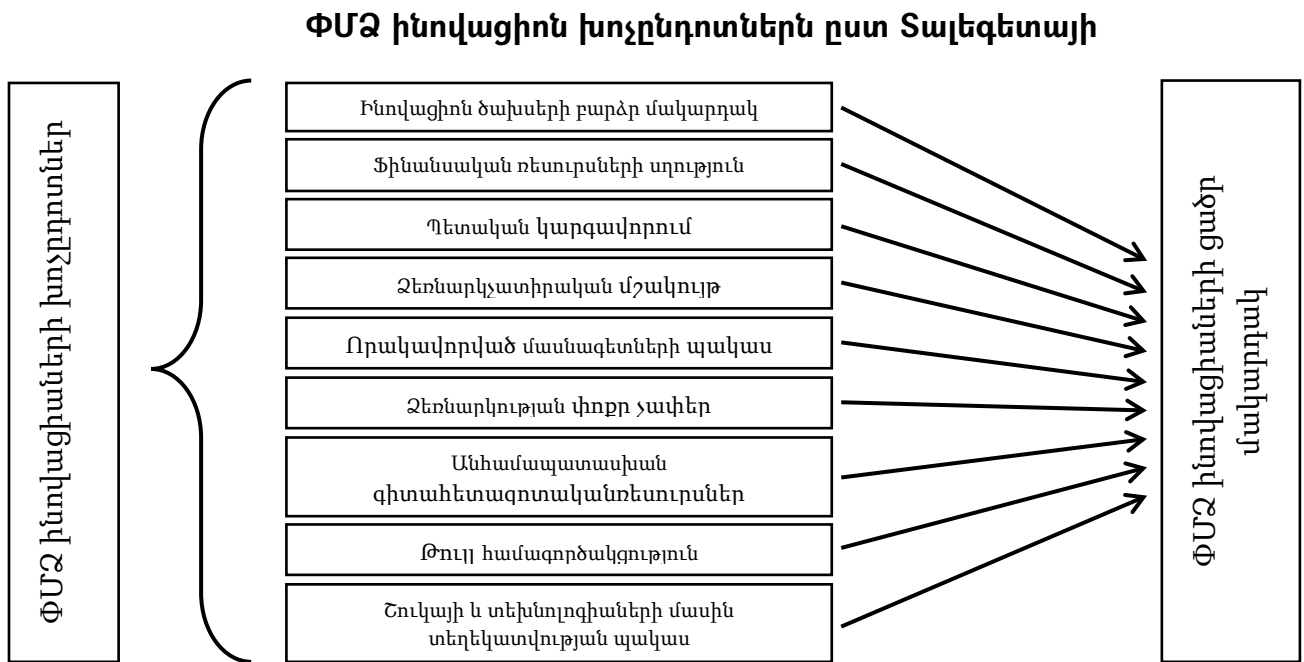 ՓՄՁ ինովացիոն խոչընդոտներն ըստ Տալեգետայի
ՓՄՁ ինովացիաների խոչընդոտներ
Ինովացիոն ծախսերի բարձր մակարդակ
Ֆինանսական ռեսուրսների սղություն
Պետական կարգավորում
Ձեռնարկչատիրական մշակույթ
Որակավորված մասնագետների պակաս
Ձեռնարկության փոքր չափեր
Անհամապատասխան
գիտահետազոտականռեսուրսներ
Թույլ համագործակցություն
Շուկայի և տեխնոլոգիաների մասին
տեղեկատվության պակաս
ՓՄՁ ինովացիաների ցածր